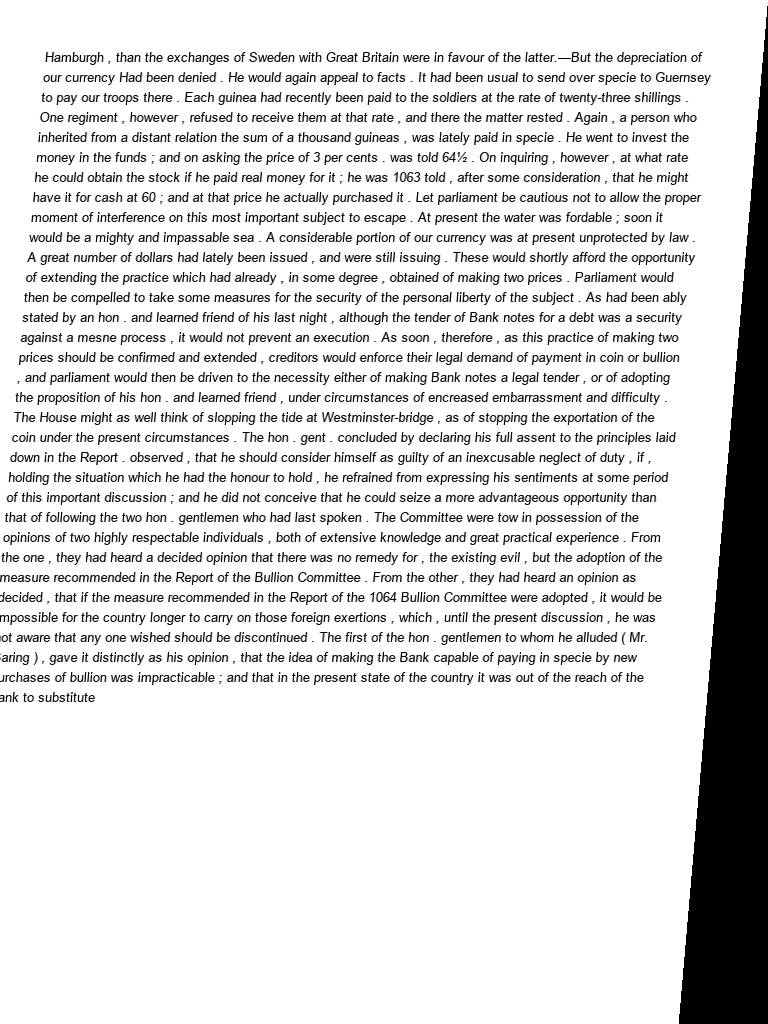 Hamburgh , than the exchanges of Sweden with Great Britain were in favour of the latter.—But the depreciation of
our currency Had been denied . He would again appeal to facts . It had been usual to send over specie to Guernsey
to pay our troops there . Each guinea had recently been paid to the soldiers at the rate of twenty-three shillings .
One regiment , however , refused to receive them at that rate , and there the matter rested . Again , a person who
inherited from a distant relation the sum of a thousand guineas , was lately paid in specie . He went to invest the
money in the funds ; and on asking the price of 3 per cents . was told 64½ . On inquiring , however , at what rate
he could obtain the stock if he paid real money for it ; he was 1063 told , after some consideration , that he might
have it for cash at 60 ; and at that price he actually purchased it . Let parliament be cautious not to allow the proper
moment of interference on this most important subject to escape . At present the water was fordable ; soon it
would be a mighty and impassable sea . A considerable portion of our currency was at present unprotected by law .
A great number of dollars had lately been issued , and were still issuing . These would shortly afford the opportunity
of extending the practice which had already , in some degree , obtained of making two prices . Parliament would
then be compelled to take some measures for the security of the personal liberty of the subject . As had been ably
stated by an hon . and learned friend of his last night , although the tender of Bank notes for a debt was a security
against a mesne process , it would not prevent an execution . As soon , therefore , as this practice of making two
prices should be confirmed and extended , creditors would enforce their legal demand of payment in coin or bullion
, and parliament would then be driven to the necessity either of making Bank notes a legal tender , or of adopting
the proposition of his hon . and learned friend , under circumstances of encreased embarrassment and difficulty .
The House might as well think of slopping the tide at Westminster-bridge , as of stopping the exportation of the
coin under the present circumstances . The hon . gent . concluded by declaring his full assent to the principles laid
down in the Report . observed , that he should consider himself as guilty of an inexcusable neglect of duty , if ,
holding the situation which he had the honour to hold , he refrained from expressing his sentiments at some period
of this important discussion ; and he did not conceive that he could seize a more advantageous opportunity than
that of following the two hon . gentlemen who had last spoken . The Committee were tow in possession of the
opinions of two highly respectable individuals , both of extensive knowledge and great practical experience . From
the one , they had heard a decided opinion that there was no remedy for , the existing evil , but the adoption of the
measure recommended in the Report of the Bullion Committee . From the other , they had heard an opinion as
decided , that if the measure recommended in the Report of the 1064 Bullion Committee were adopted , it would be
mpossible for the country longer to carry on those foreign exertions , which , until the present discussion , he was
ot aware that any one wished should be discontinued . The first of the hon . gentlemen to whom he alluded ( Mr.
aring ) , gave it distinctly as his opinion , that the idea of making the Bank capable of paying in specie by new
urchases of bullion was impracticable ; and that in the present state of the country it was out of the reach of the
ank to substitute